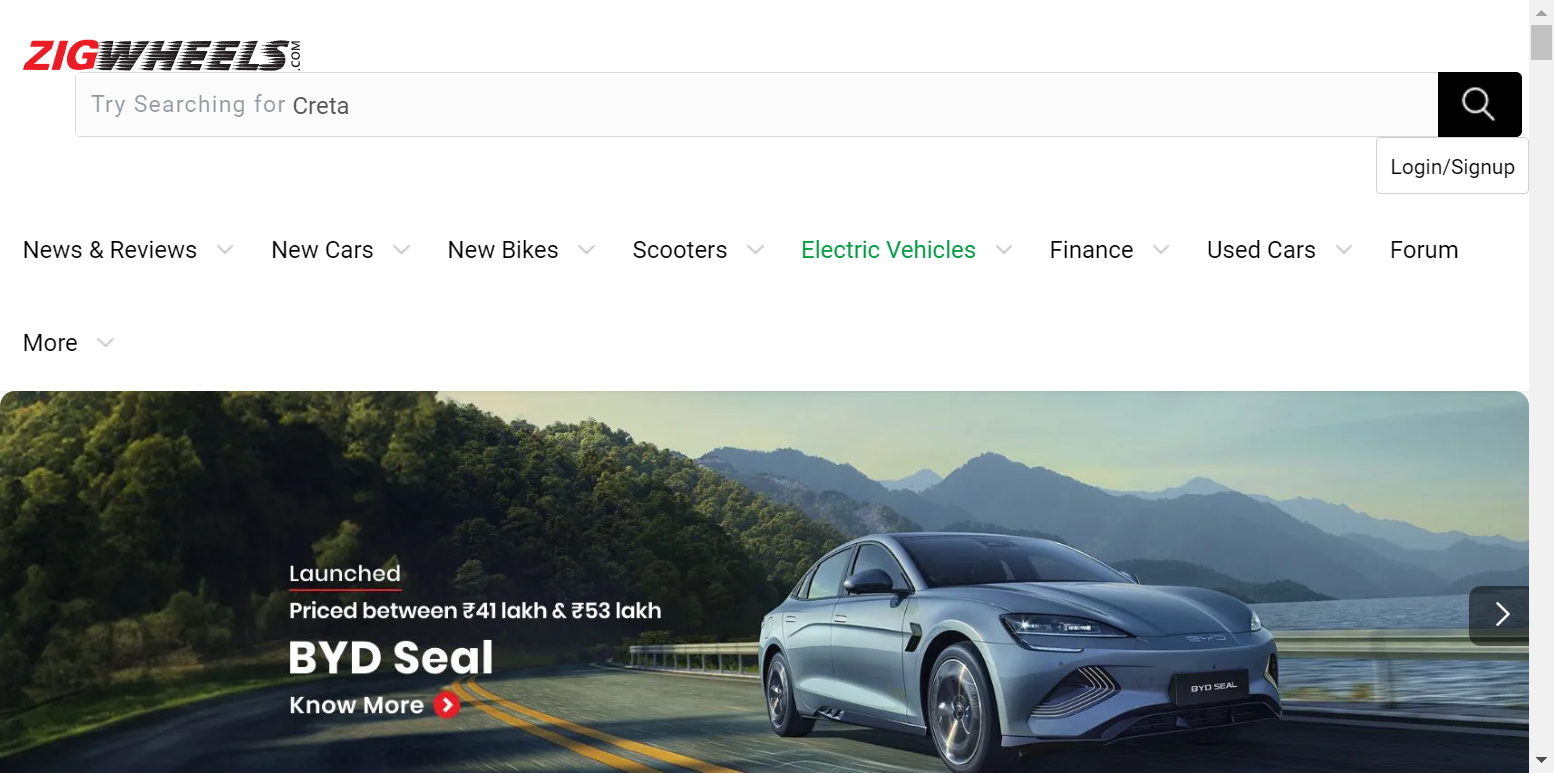 ZIGWHEELS.COM
Try Searching for Creta
Login/Signup
News & Reviews New Cars New Bikes Scooters Electric Vehicles Finance Used Cars Forum
More
Launched
Priced between ₹41 lakh & ₹53 lakh
BYD Seal
Know More
BYD
BYD SEAL